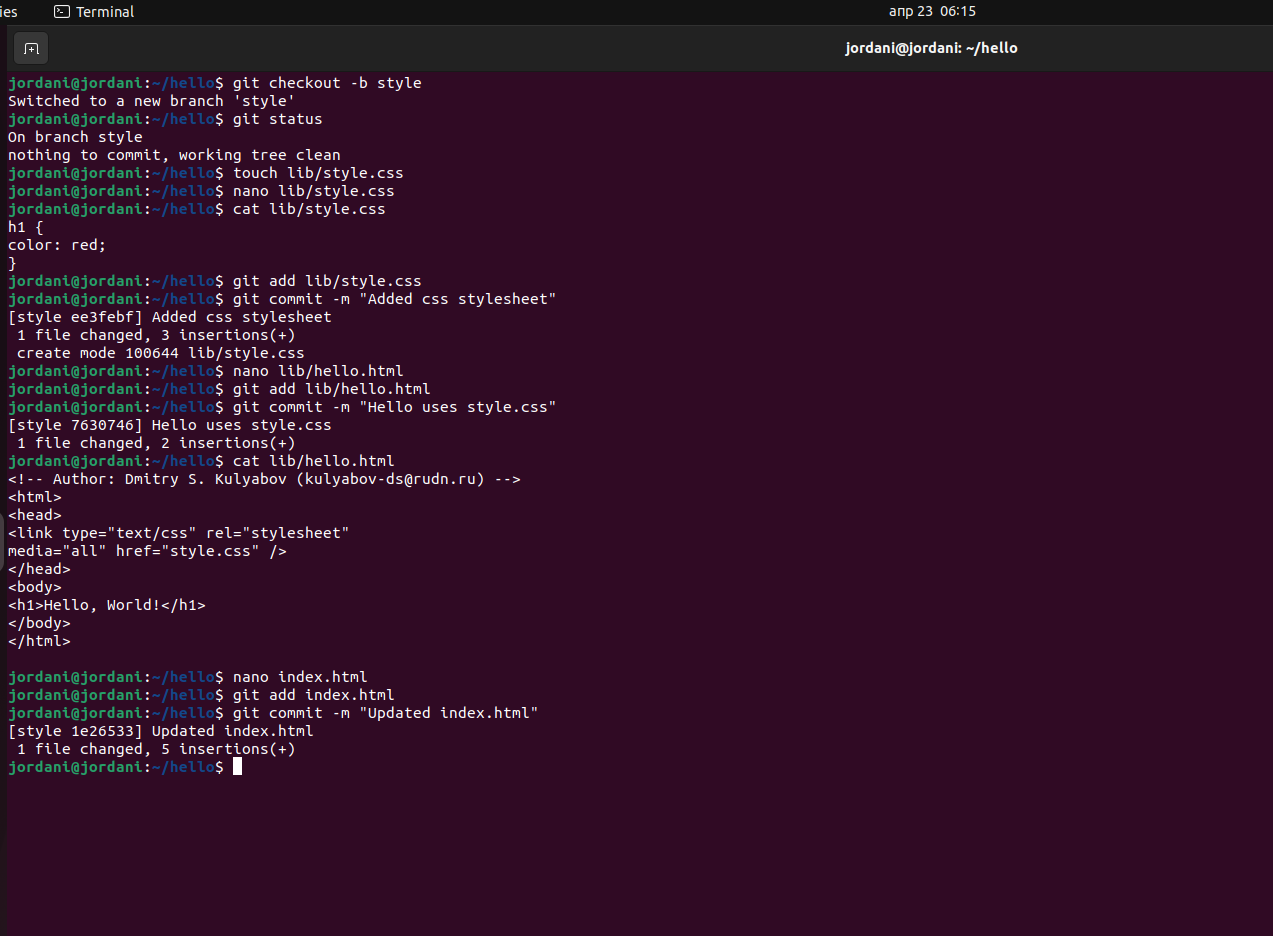 ies
Terminal
апр 23 06:15
jordani@jordani: ~/hello
jordani@jordani:~/hello$ git checkout -b style
Switched to a new branch 'style'
jordani@jordani:~/hello$ git status
On branch style
nothing to commit, working tree clean
jordani@jordani:~/hello$ touch lib/style.css
jordani@jordani:~/hello$ nano lib/style.css
jordani@jordani:~/hello$ cat lib/style.css
h1 {
color: red;
}
jordani@jordani:~/hello$ git add lib/style.css
jordani@jordani:~/hello$ git commit -m "Added css stylesheet"
[style ee3febf] Added css stylesheet
 1 file changed, 3 insertions(+)
 create mode 100644 lib/style.css
jordani@jordani:~/hello$ nano lib/hello.html
jordani@jordani:~/hello$ git add lib/hello.html
jordani@jordani:~/hello$ git commit -m "Hello uses style.css"
[style 7630746] Hello uses style.css
 1 file changed, 2 insertions(+)
jordani@jordani:~/hello$ cat lib/hello.html
<!-- Author: Dmitry S. Kulyabov (kulyabov-ds@rudn.ru) -->
<html>
<head>
<link type="text/css" rel="stylesheet"
media="all" href="style.css" />
</head>
<body>
<h1>Hello, World!</h1>
</body>
</html>

jordani@jordani:~/hello$ nano index.html
jordani@jordani:~/hello$ git add index.html
jordani@jordani:~/hello$ git commit -m "Updated index.html"
[style 1e26533] Updated index.html
 1 file changed, 5 insertions(+)
jordani@jordani:~/hello$